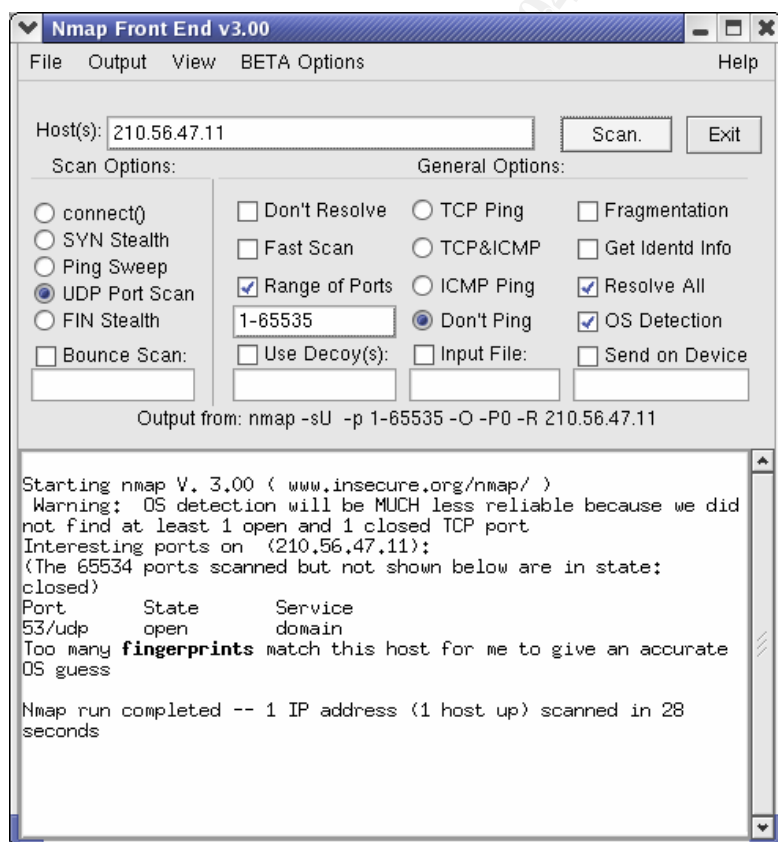 Nmap Front End v3.00
File Output View BETA Options Help
Host(s): 210.56.47.11 Scan. Exit
Scan Options: General Options:
connect() Don't Resolve TCP Ping Fragmentation
SYN Stealth Fast Scan TCP&ICMP Get Identd Info
Ping Sweep Range of Ports ICMP Ping Resolve All
UDP Port Scan 1-65535 Don't Ping OS Detection
FIN Stealth
Bounce Scan: Use Decoy(s): Input File: Send on Device
Output from: nmap -sU -p 1-65535 -O -P0 -R 210.56.47.11
Starting nmap V. 3.00 ( www.insecure.org/nmap/ )
Warning: OS detection will be MUCH less reliable because we did
not find at least 1 open and 1 closed TCP port
Interesting ports on (210.56.47.11):
(The 65534 ports scanned but not shown below are in state:
closed)
Port State Service
53/udp open domain
Too many fingerprints match this host for me to give an accurate
OS guess
Nmap run completed -- 1 IP address (1 host up) scanned in 28
seconds